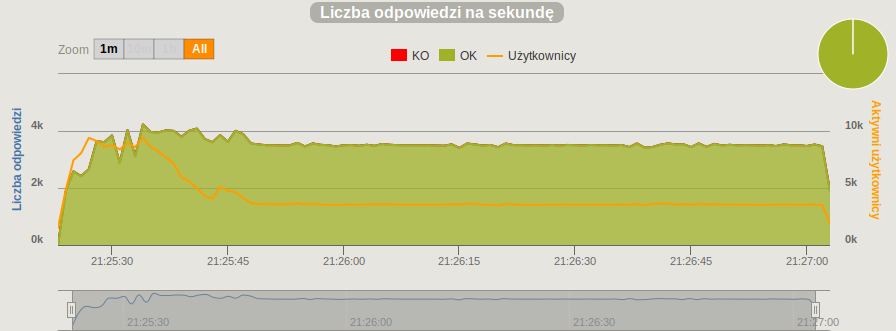 Liczba odpowiedzi na sekundę
Zoom 1m 10m 1h All
KO OK Użytkownicy
Liczba odpowiedzi
4k
2k
0k
Aktywni użytkownicy
10k
5k
0k
21:25:30 21:25:45 21:26:00 21:26:15 21:26:30 21:26:45 21:27:00
21:25:30 21:26:00 21:26:30 21:27:00